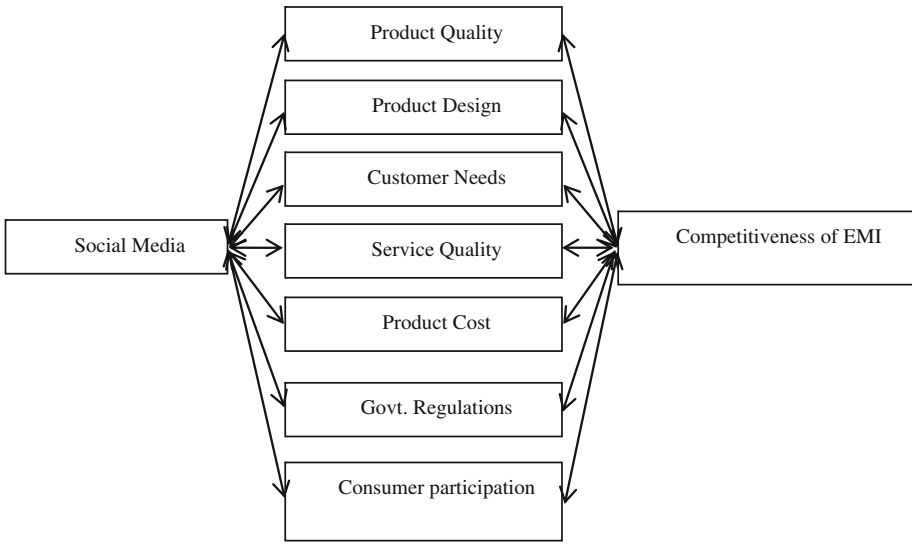 Product Quality
Product Design
Customer Needs
Social Media
Service Quality
Competitiveness of EMI
Product Cost
Govt. Regulations
Consumer participation